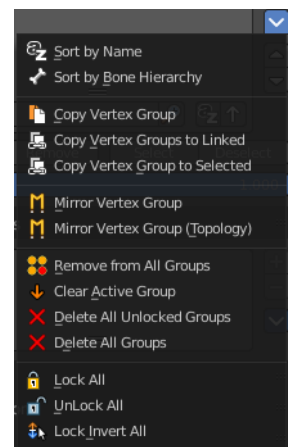 Sort by Name
Sort by Bone Hierarchy
Copy Vertex Group
Copy Vertex Groups to Linked
Copy Vertex Group to Selected
Mirror Vertex Group
Mirror Vertex Group (Topology)
Remove from All Groups
Clear Active Group
Delete All Unlocked Groups
Delete All Groups
Lock All
UnLock All
Lock Invert All